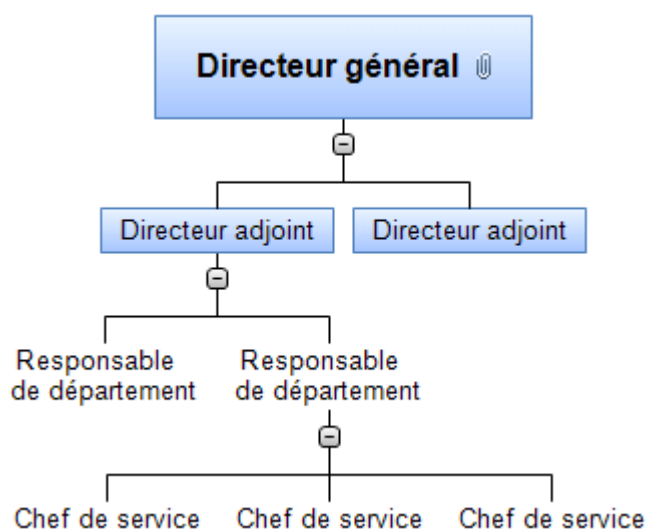 Directeur général
Directeur adjoint
Directeur adjoint
Responsable
de département
Responsable
de département
Chef de service
Chef de service
Chef de service